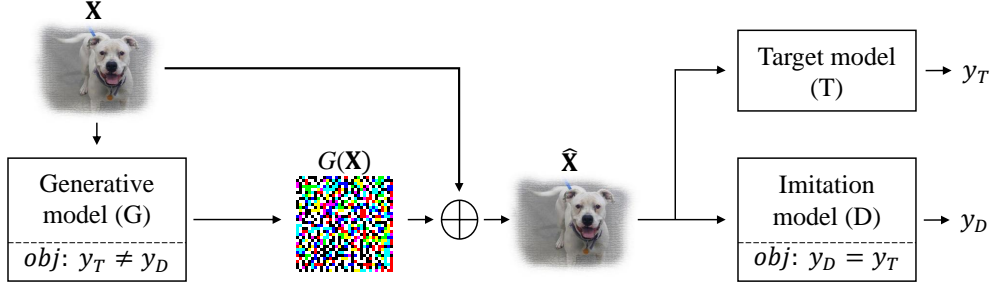 X
Generative
model (G)
obj: y_T ≠ y_D
G(X)
X̂
Target model
(T)
y_T
Imitation
model (D)
obj: y_D = y_T
y_D